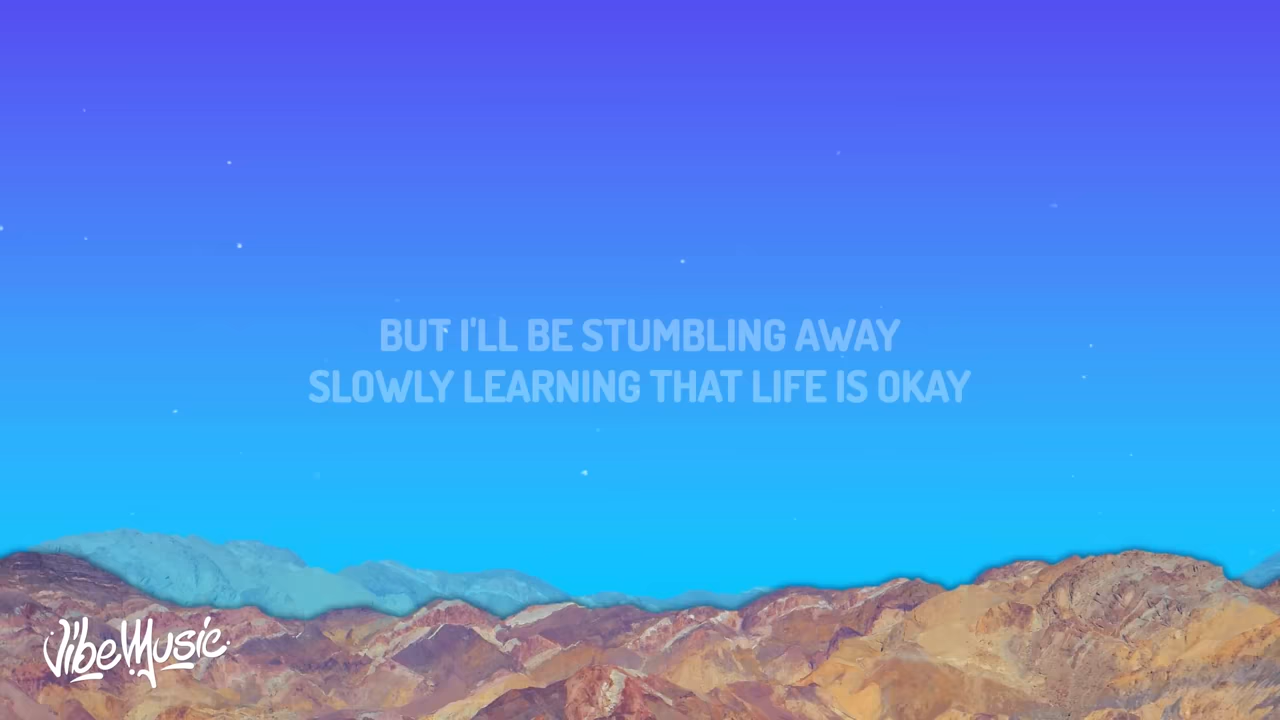 BUT I'LL BE STUMBLING AWAY
SLOWLY LEARNING THAT LIFE IS OKAY
VibeMusic